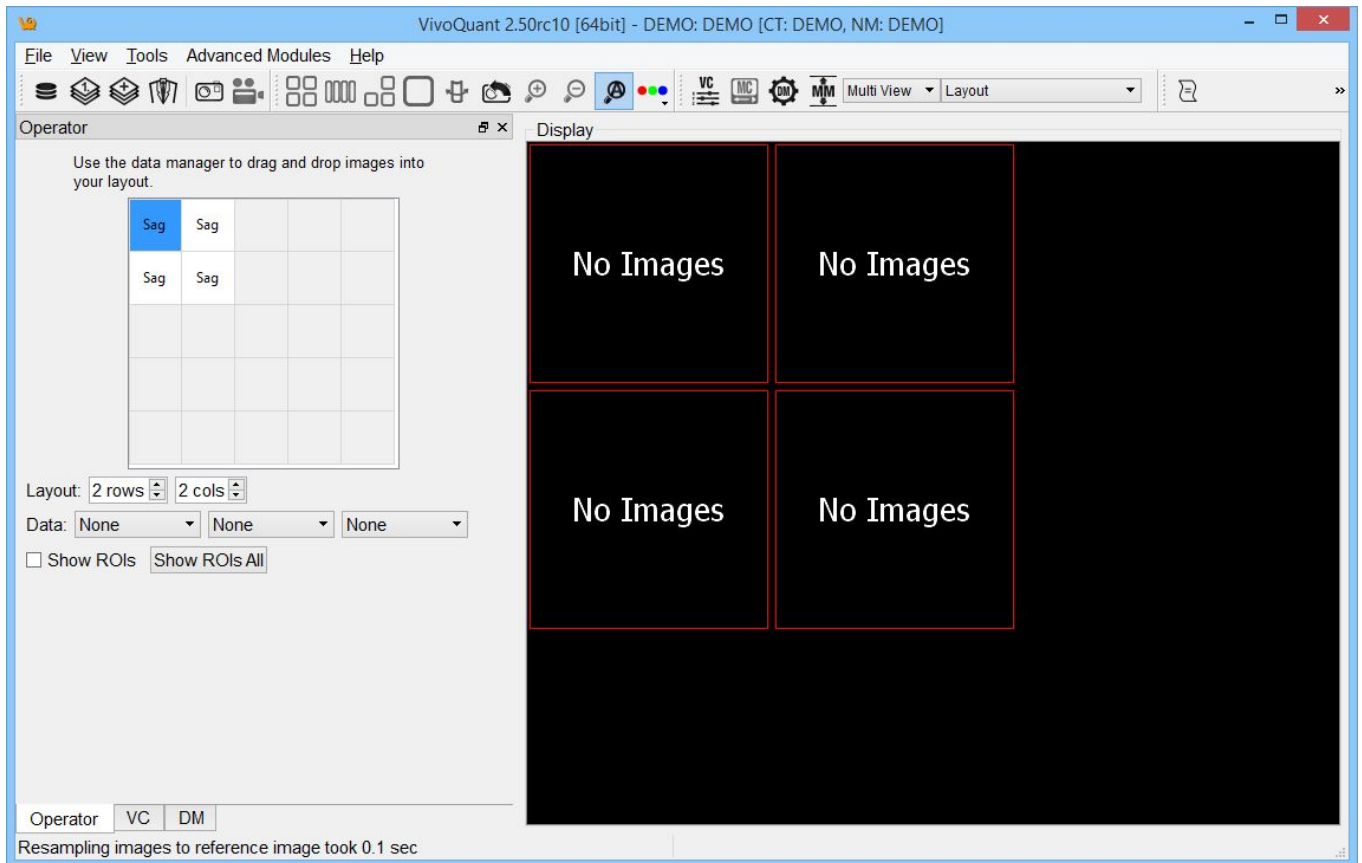 VivoQuant 2.50rc10 [64bit] - DEMO: DEMO [CT: DEMO, NM: DEMO]
File View Tools Advanced Modules Help
1 + A VC MC DM MM Multi View Layout »
Operator
Use the data manager to drag and drop images into
your layout.
Sag Sag
Sag Sag
Layout: 2 rows 2 cols
Data: None None None
Show ROIs Show ROIs All
Operator VC DM
Resampling images to reference image took 0.1 sec
Display
No Images No Images
No Images No Images